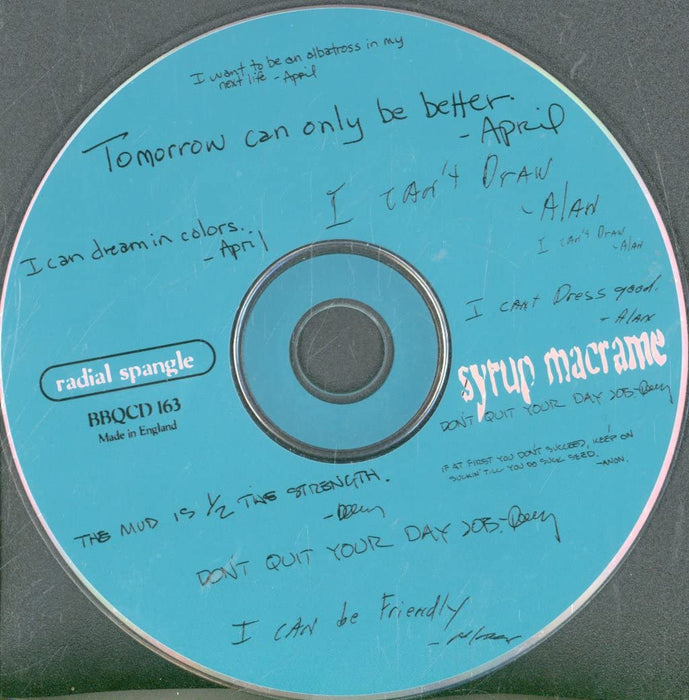 I want to be an albatross in my
next life - April
Tomorrow can only be better.
- April
I can't Draw
- Alan
I can't Draw
- Alan
I can dream in colors.
- April
I can't Dress good.
- Alan
radial spangle
BBQCD 163
Made in England
syrup macrame
DON'T QUIT YOUR DAY JOB-
IF AT FIRST YOU DON'T SUCCEED, KEEP ON
SUCKIN' TILL YOU DO SUCK SEED.
-ANON.
THE MUD IS 1/2 THE STRENGTH.
DON'T QUIT YOUR DAY JOB-
I CAN be Friendly